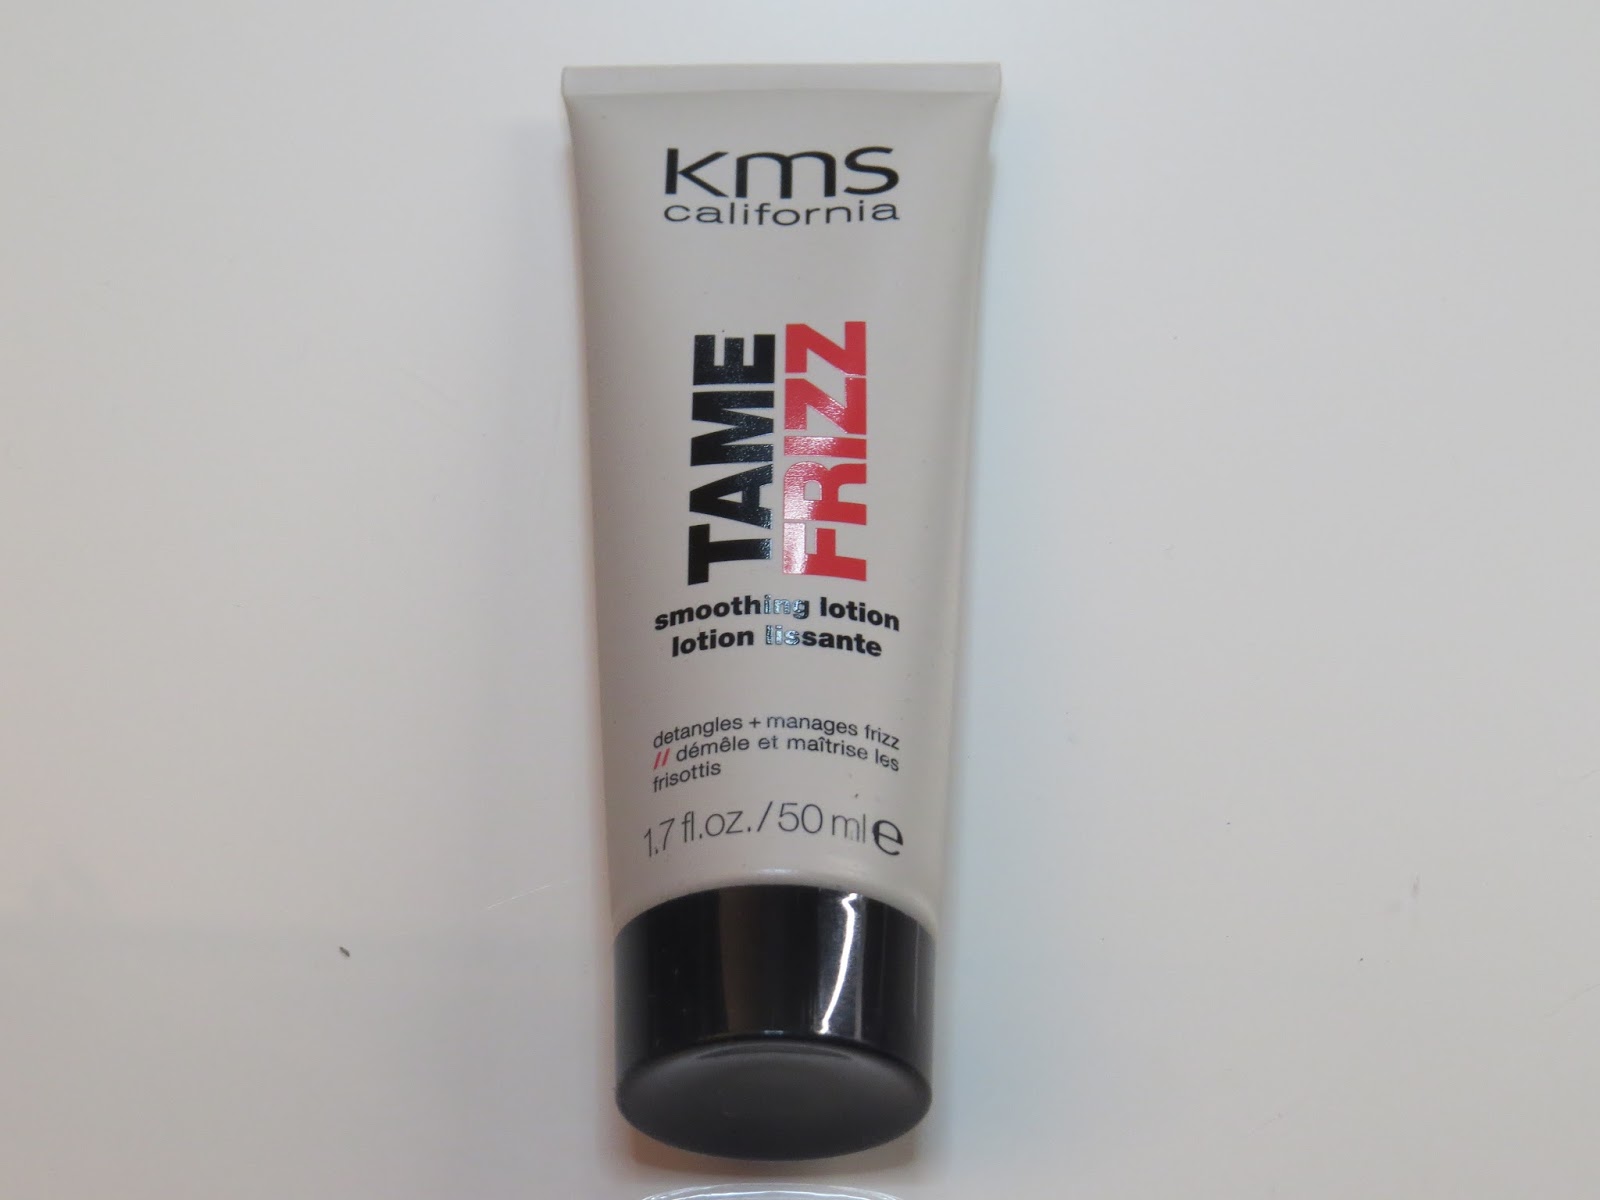 kms
california
TAME
FRIZZ
smoothing lotion
lotion lissante
detangles + manages frizz
// démêle et maîtrise les
frisottis
1.7 fl.oz./50 ml e